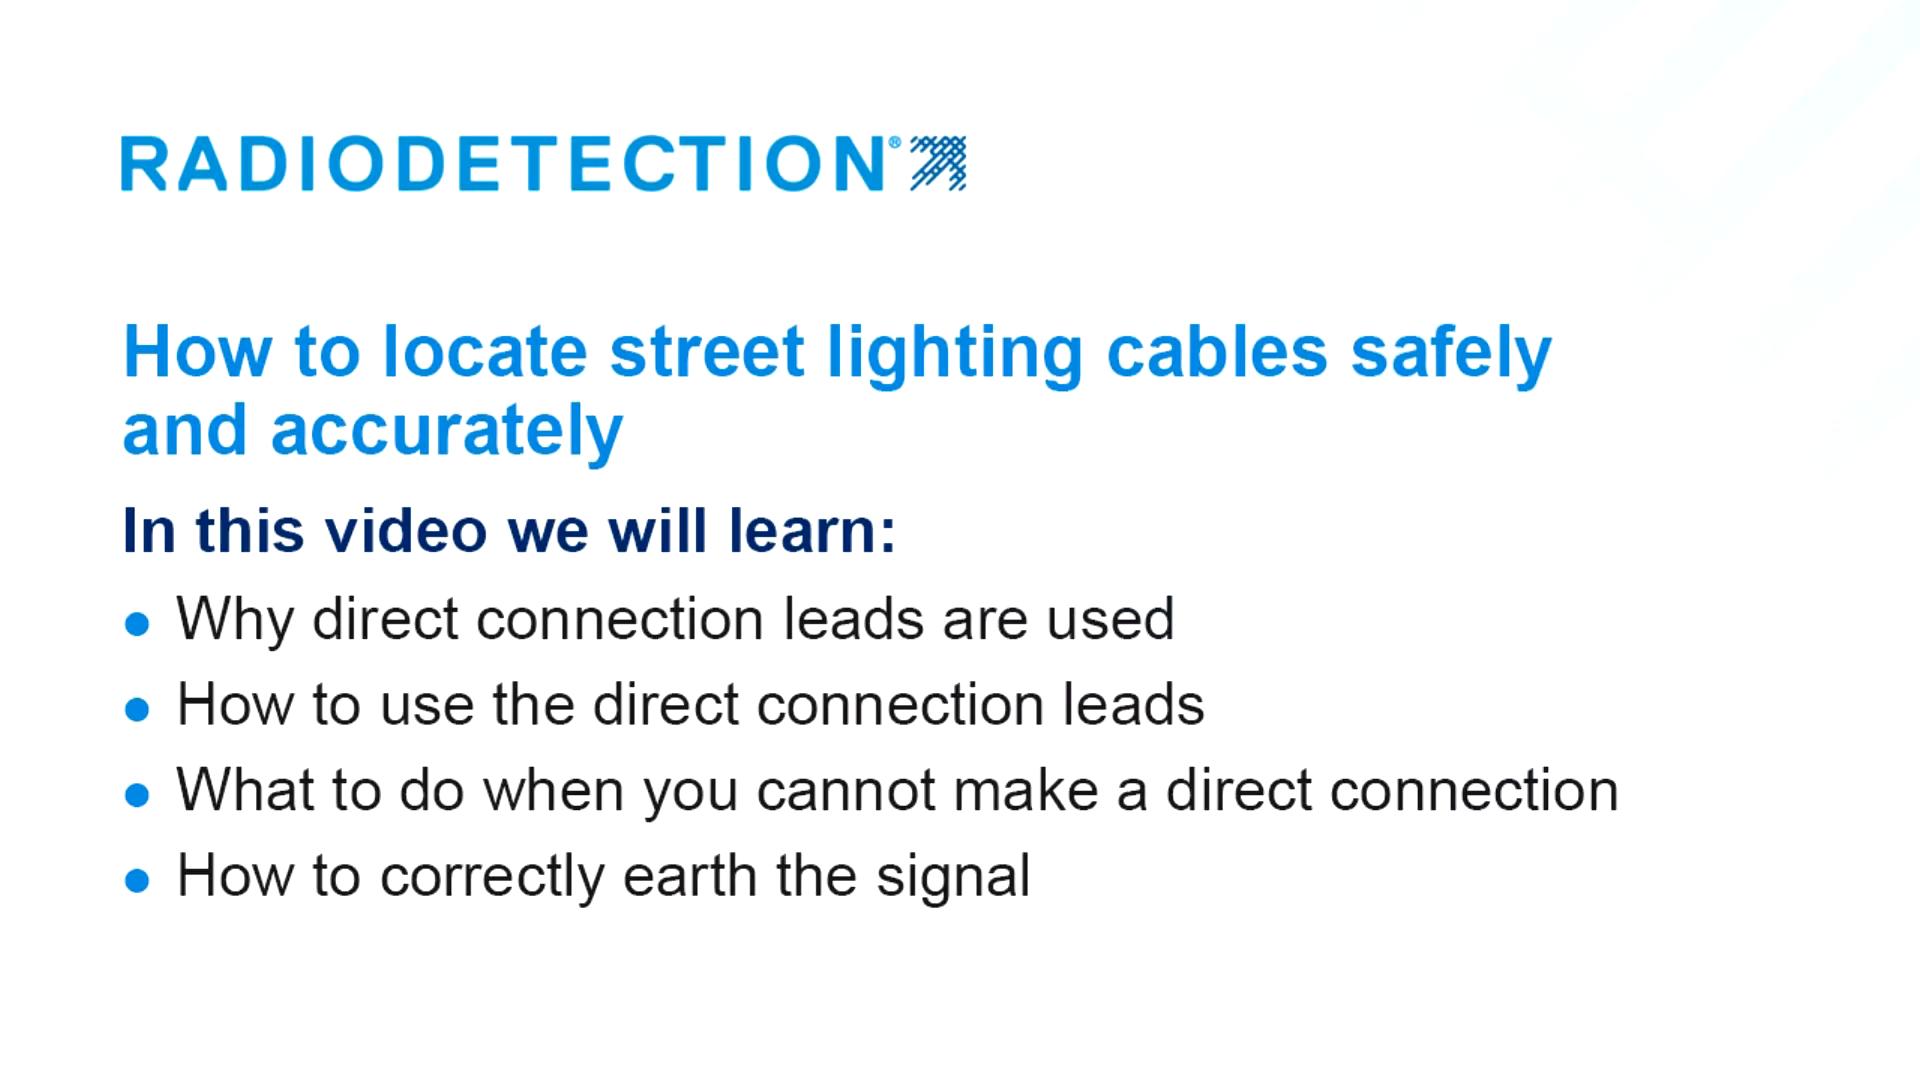 RADIODETECTION®
How to locate street lighting cables safely
and accurately
In this video we will learn:
● Why direct connection leads are used
● How to use the direct connection leads
● What to do when you cannot make a direct connection
● How to correctly earth the signal